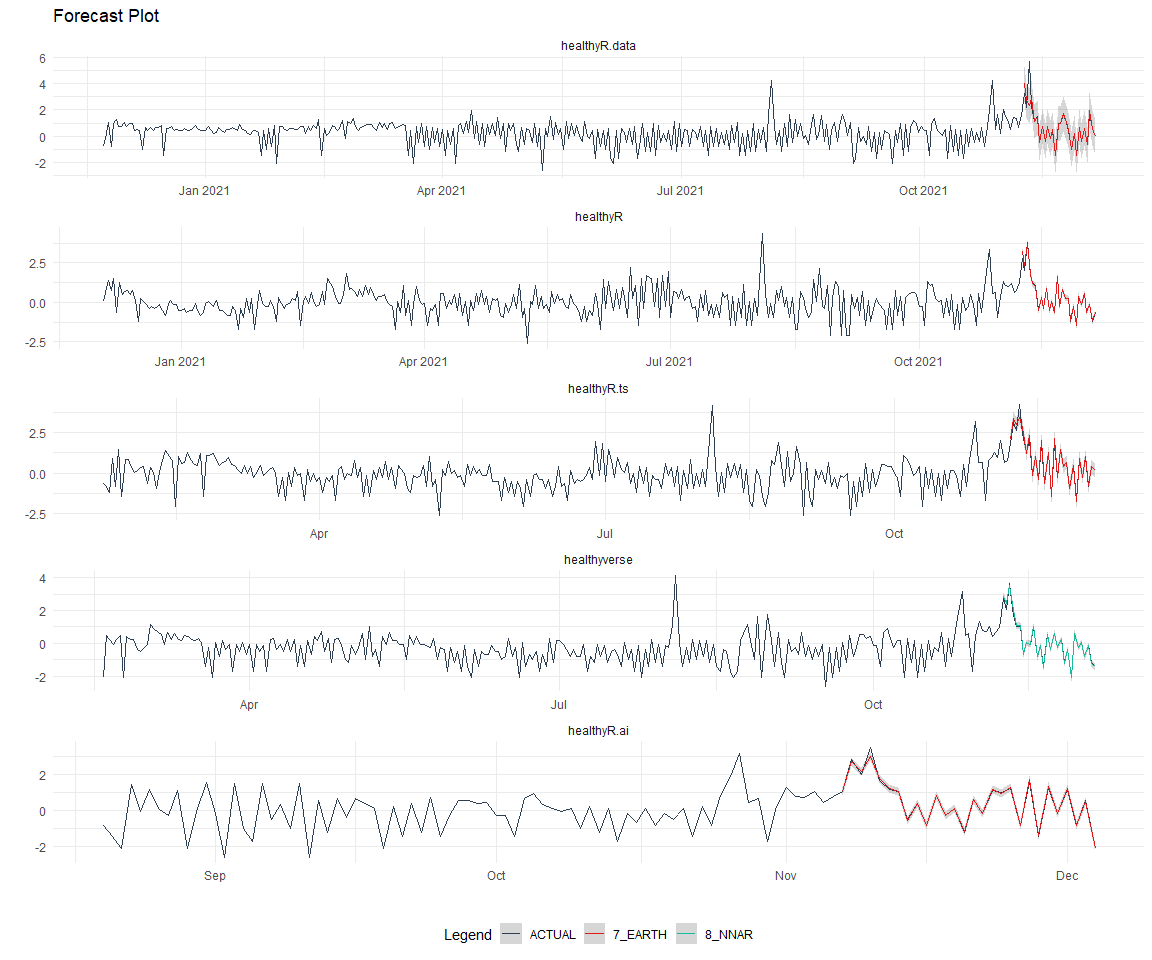 Forecast Plot
healthyR.data
6
4
2
0
-2
Jan 2021 Apr 2021 Jul 2021 Oct 2021
healthyR
2.5
0.0
-2.5
Jan 2021 Apr 2021 Jul 2021 Oct 2021
healthyR.ts
2.5
0.0
-2.5
Apr Jul Oct
healthyverse
4
2
0
-2
Apr Jul Oct
healthyR.ai
2
0
-2
Sep Oct Nov Dec
Legend ACTUAL 7_EARTH 8_NNAR